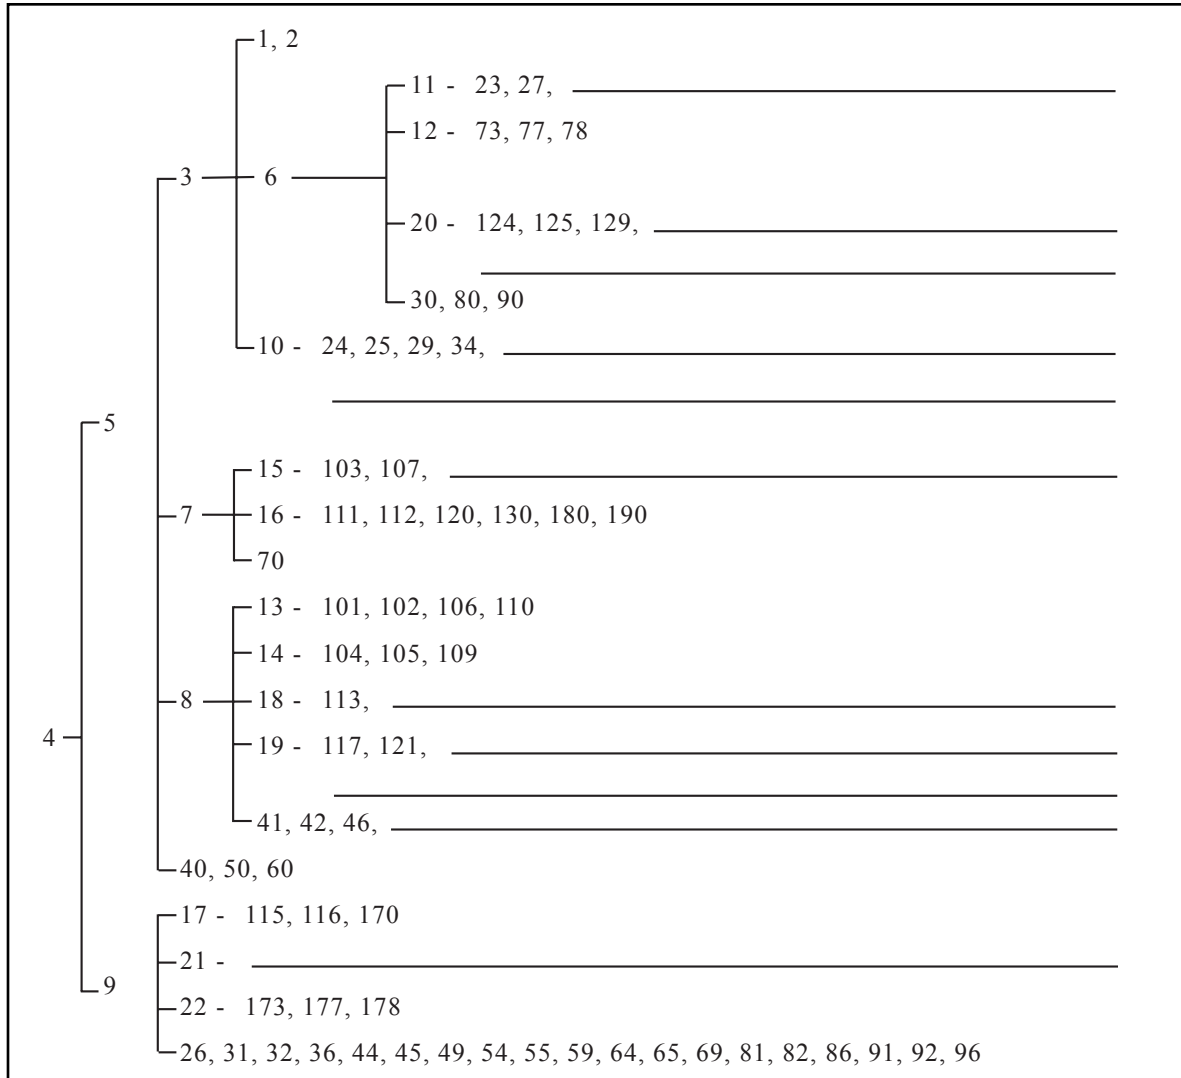 1, 2
11 - 23, 27,
12 - 73, 77, 78
3
6
20 - 124, 125, 129,
30, 80, 90
10 - 24, 25, 29, 34,
5
15 - 103, 107,
7
16 - 111, 112, 120, 130, 180, 190
70
13 - 101, 102, 106, 110
14 - 104, 105, 109
8
18 - 113,
4
19 - 117, 121,
41, 42, 46,
40, 50, 60
17 - 115, 116, 170
21 -
9
22 - 173, 177, 178
26, 31, 32, 36, 44, 45, 49, 54, 55, 59, 64, 65, 69, 81, 82, 86, 91, 92, 96